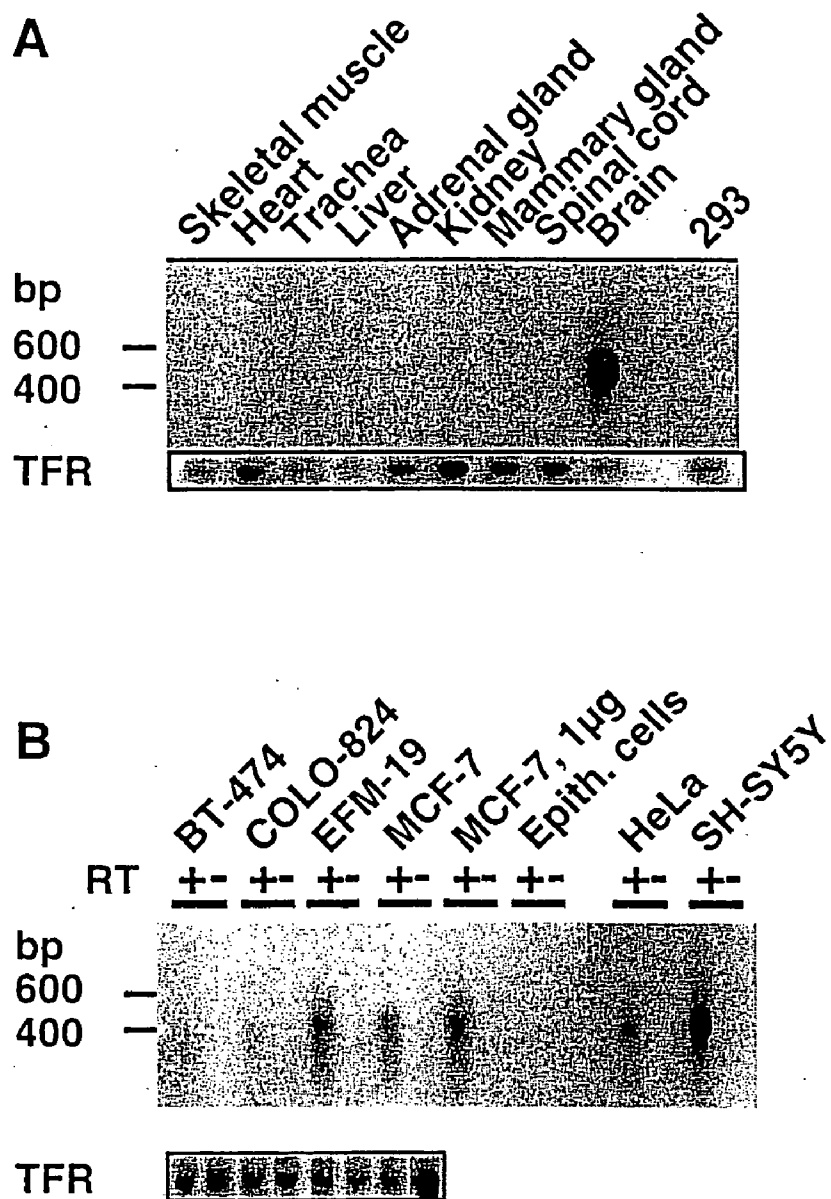 A
Skeletal muscle
Heart
Trachea
Liver
Adrenal gland
Kidney
Mammary gland
Spinal cord
Brain
293
bp
600
400
TFR
B
BT-474
COLO-824
EFM-19
MCF-7
MCF-7, 1µg
Epith. cells
HeLa
SH-SY5Y
RT +- +- +- +- +- +- +- +-
bp
600
400
TFR